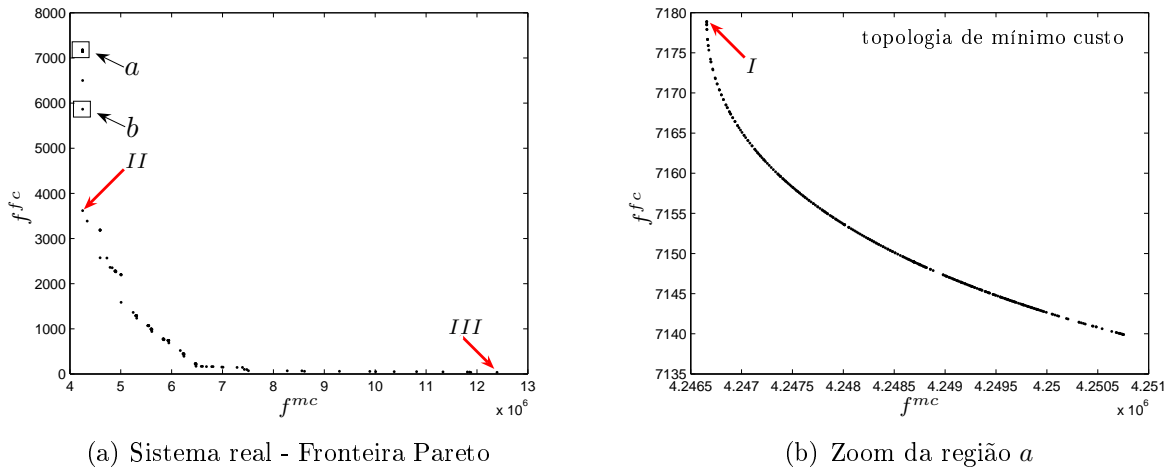 8000
7000
6000
5000
4000
3000
2000
1000
0
f^{fc}
a
b
II
III
4 5 6 7 8 9 10 11 12 13
f^{mc}
x 10^6
(a) Sistema real - Fronteira Pareto
7180
7175
7170
7165
7160
7155
7150
7145
7140
7135
f^{fc}
topologia de mínimo custo
I
4.2465 4.247 4.2475 4.248 4.2485 4.249 4.2495 4.25 4.2505 4.251
f^{mc}
x 10^6
(b) Zoom da região a